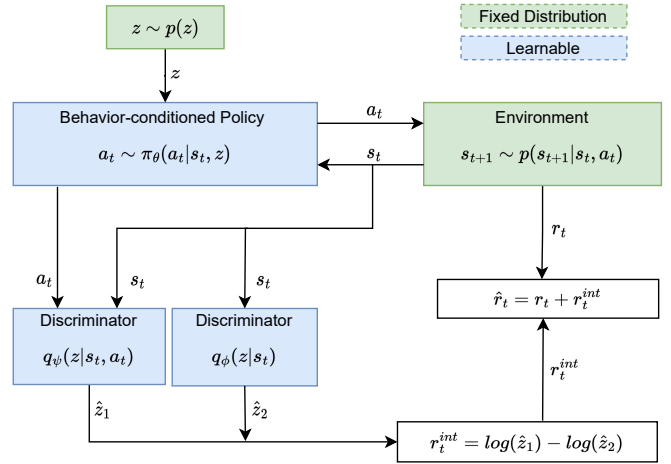 z ∼ p(z)
Fixed Distribution
Learnable
z
Behavior-conditioned Policy
a_t ∼ π_θ(a_t|s_t, z)
a_t
s_t
Environment
s_{t+1} ∼ p(s_{t+1}|s_t, a_t)
r_t
a_t
s_t
s_t
r̂_t = r_t + r_t^{int}
Discriminator
q_ψ(z|s_t, a_t)
Discriminator
q_ϕ(z|s_t)
r_t^{int}
ẑ_1
ẑ_2
r_t^{int} = log(ẑ_1) − log(ẑ_2)